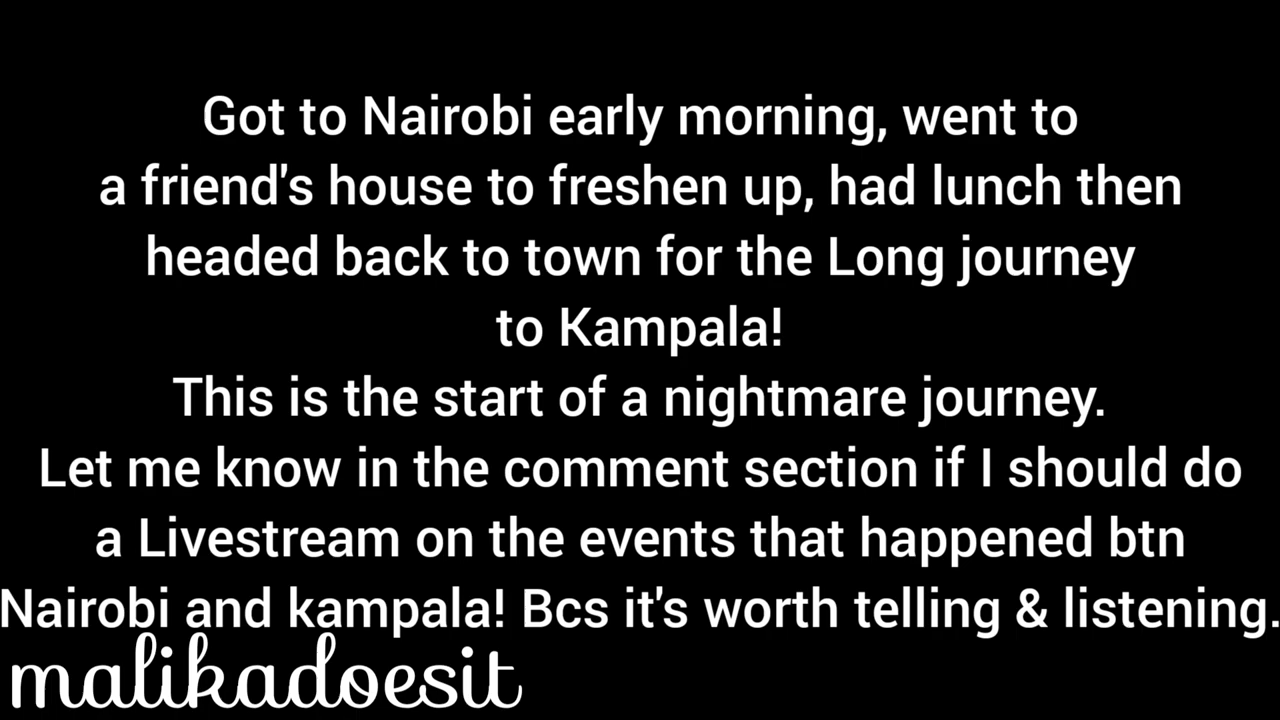 Got to Nairobi early morning, went to
a friend's house to freshen up, had lunch then
headed back to town for the Long journey
to Kampala!
This is the start of a nightmare journey.
Let me know in the comment section if I should do
a Livestream on the events that happened btn
Nairobi and kampala! Bcs it's worth telling & listening.
malikadoesit